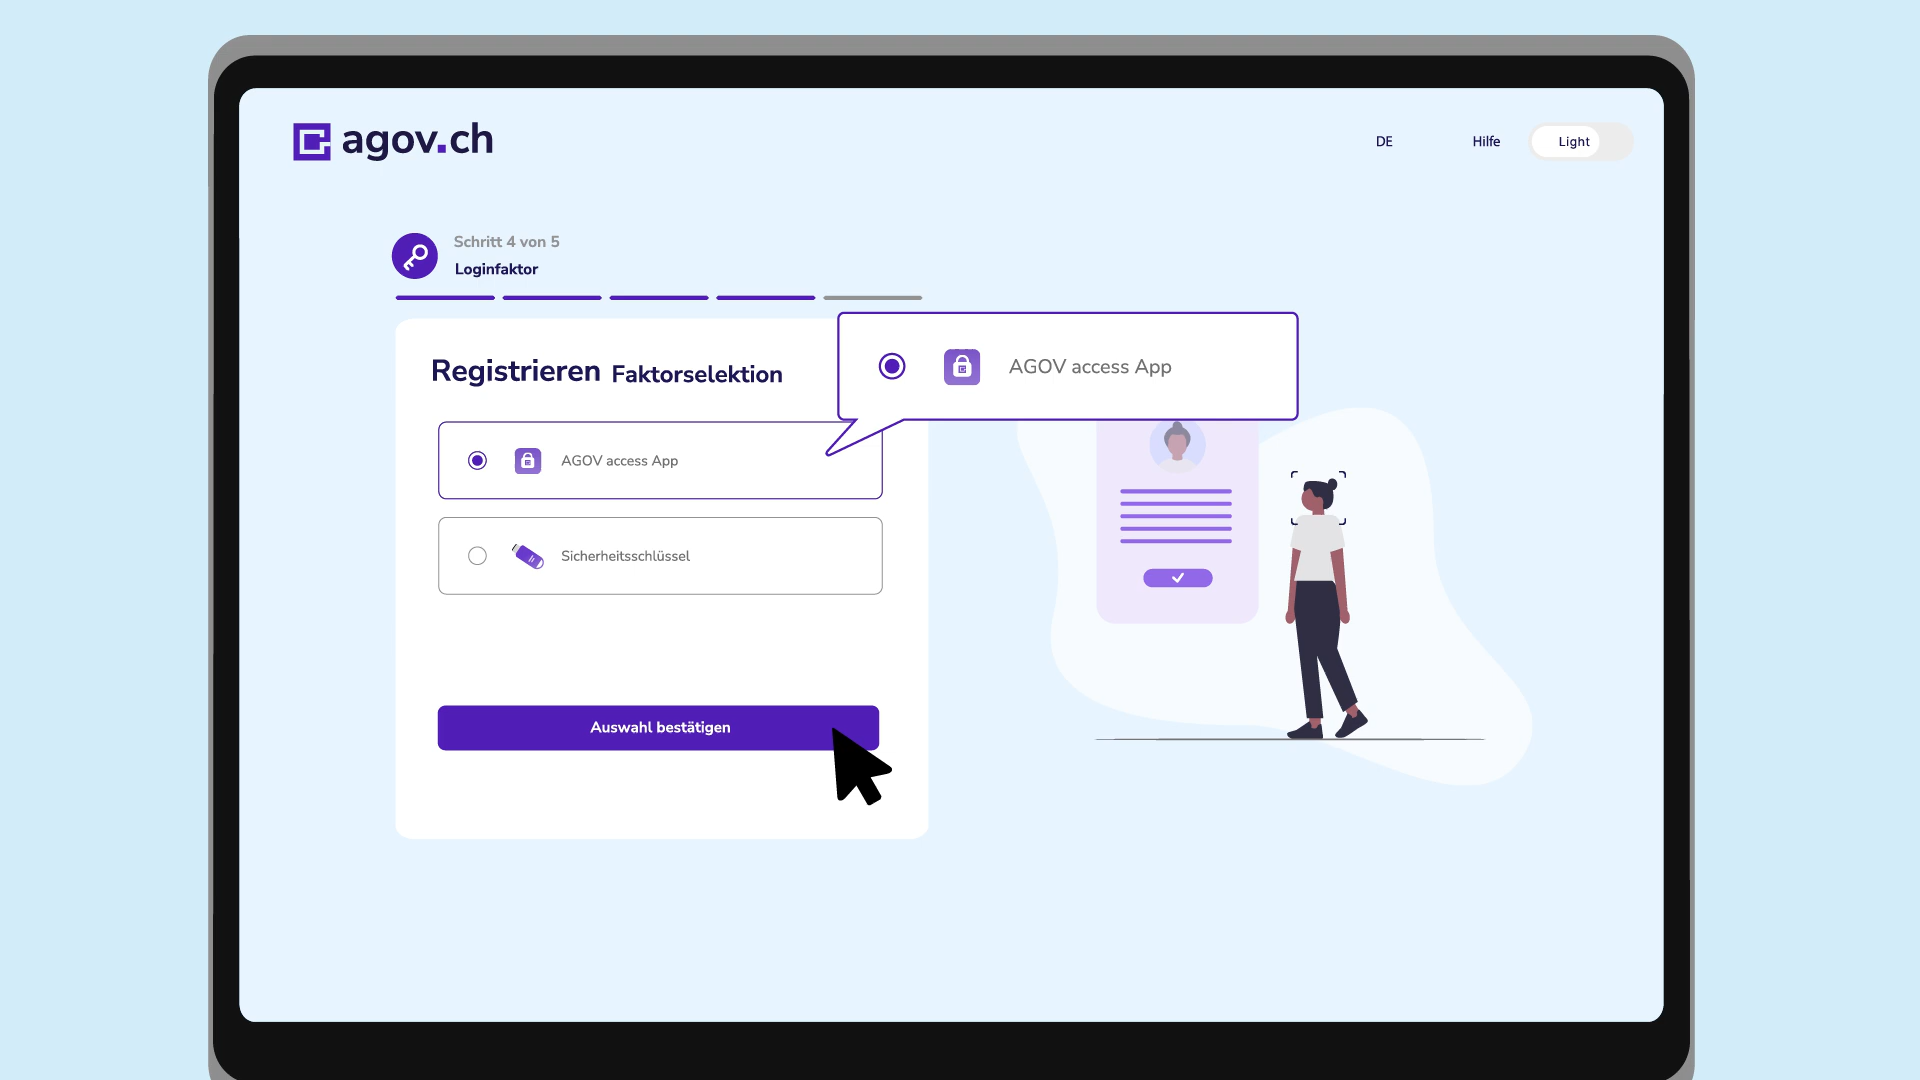 agov.ch
DE
Hilfe
Light
Schritt 4 von 5
Loginfaktor
Registrieren Faktorselektion
AGOV access App
AGOV access App
Sicherheitsschlüssel
Auswahl bestätigen